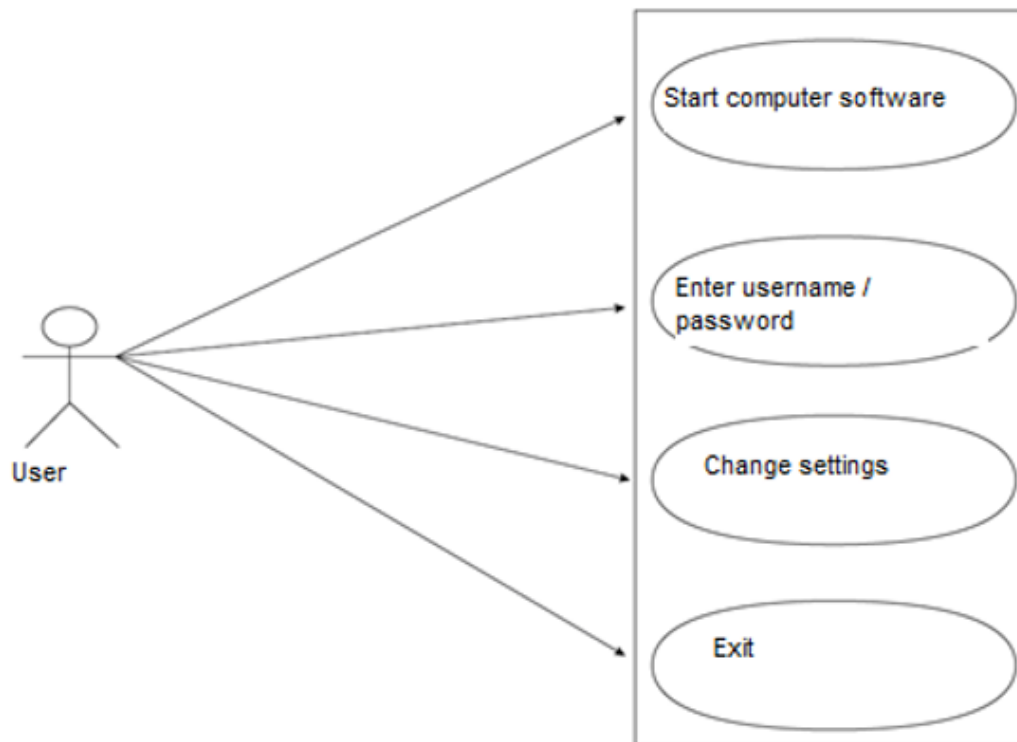 Start computer software
Enter username /
password
User
Change settings
Exit